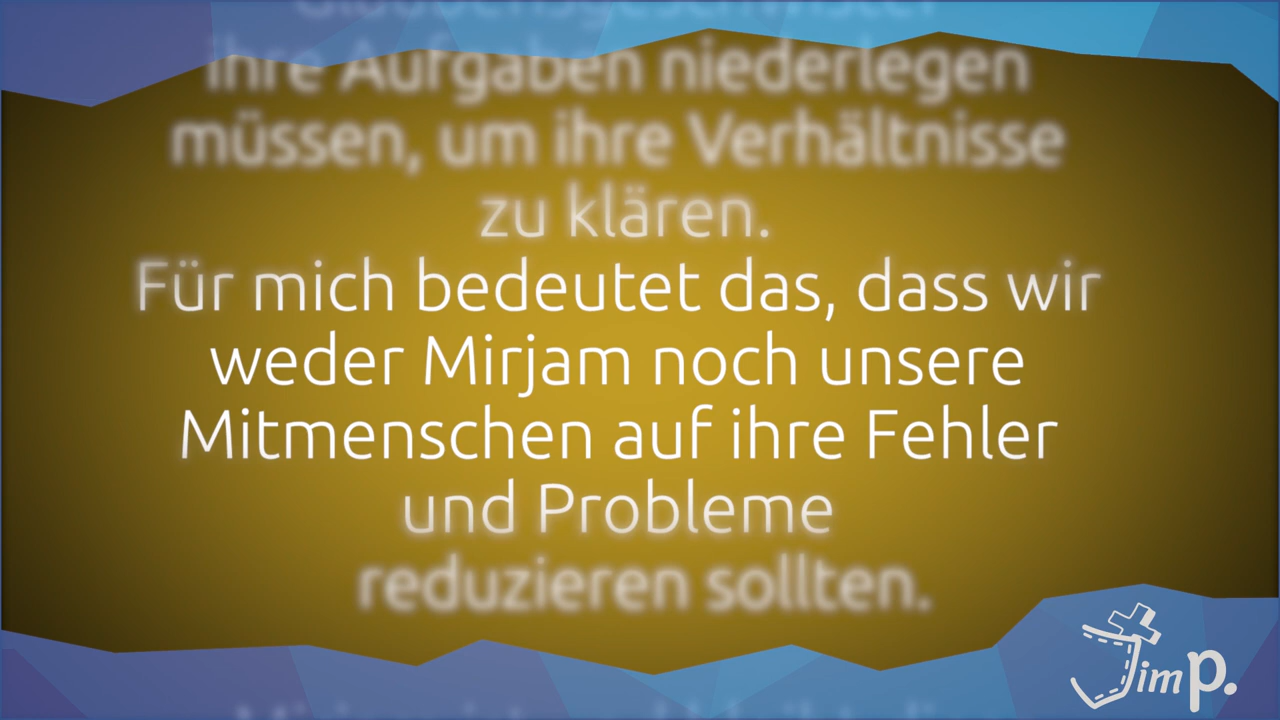 Glaubensgeschwister
ihre Aufgaben niederlegen
müssen, um ihre Verhältnisse
zu klären.
Für mich bedeutet das, dass wir
weder Mirjam noch unsere
Mitmenschen auf ihre Fehler
und Probleme
reduzieren sollten.
Jim P.